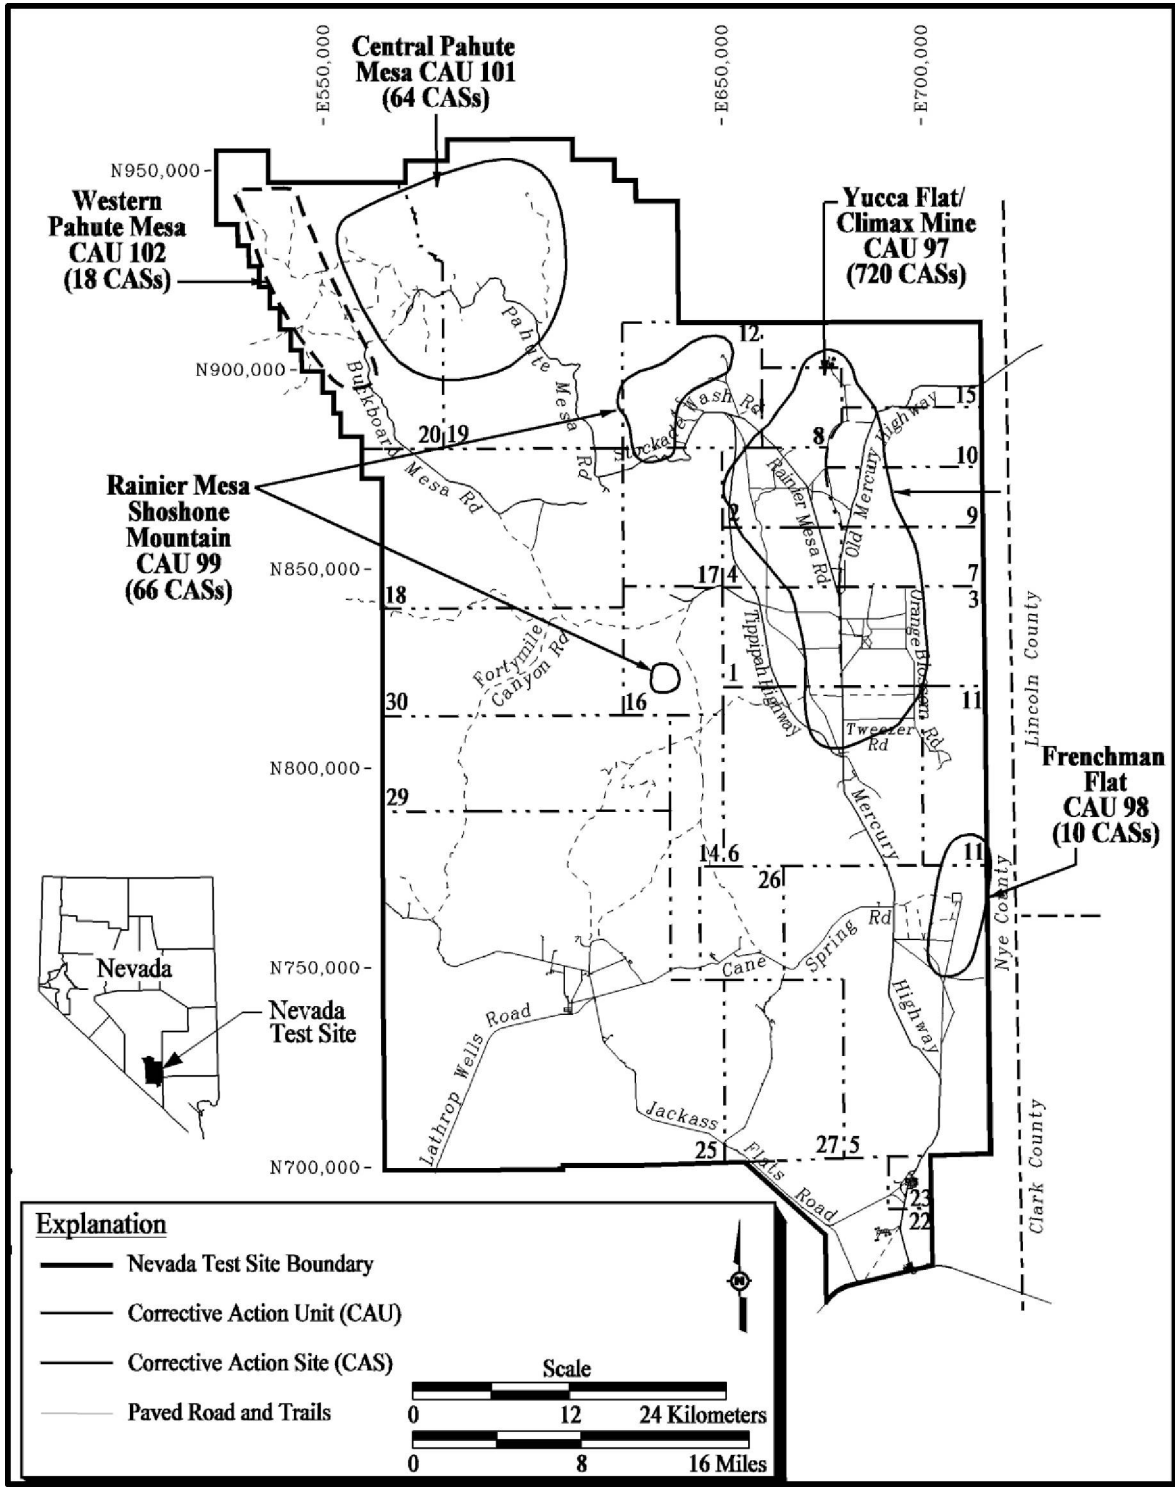 E550,000
E650,000
E700,000
Central Pahute
Mesa CAU 101
(64 CASs)
N950,000
Western
Pahute Mesa
CAU 102
(18 CASs)
Yucca Flat/
Climax Mine
CAU 97
(720 CASs)
N900,000
Pahute Mesa Rd
Buckboard Mesa Rd
12
Stockade Wash Rd
15
20 19
8
10
Old Mercury Highway
Rainier Mesa Rd
Rainier Mesa
Shoshone
Mountain
CAU 99
(66 CASs)
2
9
N850,000
17 4
7
3
18
Tippipah Highway
Orange Blossom Rd
Fortymile
Canyon Rd
1
30
16
11
Tweezer
Rd
Lincoln County
N800,000
29
Mercury
Frenchman
Flat
CAU 98
(10 CASs)
14 6
26
11
Nye County
Cane Spring Rd
N750,000
Highway
Nevada
Nevada
Test Site
Lathrop Wells Road
Jackass Flats Road
Clark County
N700,000
25
27 5
23
22
Explanation
Nevada Test Site Boundary
Corrective Action Unit (CAU)
Corrective Action Site (CAS)
Paved Road and Trails
N
Scale
0 12 24 Kilometers
0 8 16 Miles